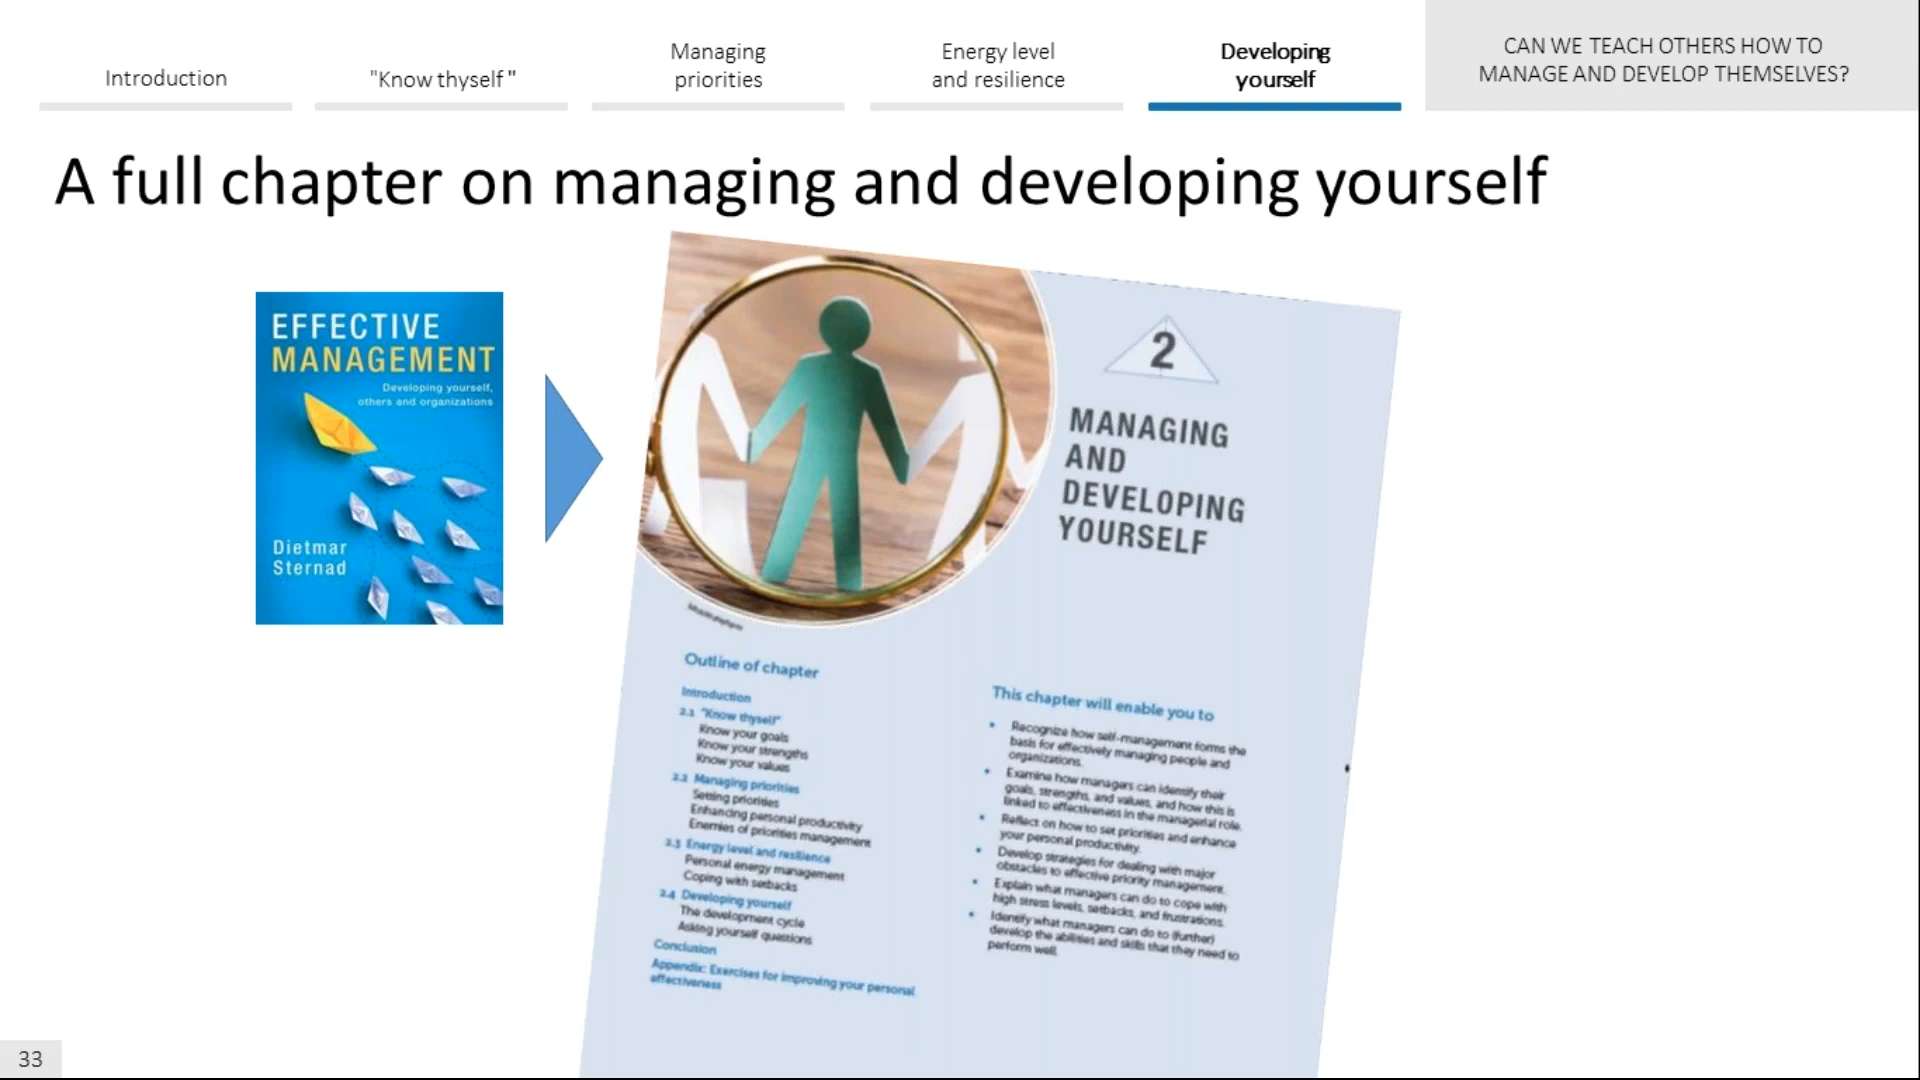 Introduction
"Know thyself"
Managing
priorities
Energy level
and resilience
Developing
yourself
CAN WE TEACH OTHERS HOW TO
MANAGE AND DEVELOP THEMSELVES?
A full chapter on managing and developing yourself
EFFECTIVE
MANAGEMENT
Developing yourself,
others and organizations
Dietmar
Sternad
2
MANAGING
AND
DEVELOPING
YOURSELF
Outline of chapter
Introduction
2.1 "Know thyself"
Know your goals
Know your strengths
Know your values
2.2 Managing priorities
Setting priorities
Enhancing personal productivity
Enemies of priorities management
2.3 Energy level and resilience
Personal energy management
Coping with setbacks
2.4 Developing yourself
The development cycle
Asking yourself questions
Conclusion
Appendix: Exercises for improving your personal
effectiveness
This chapter will enable you to
• Recognize how self-management forms the
basis for effectively managing people and
organizations.
• Examine how managers can identify their
goals, strengths, and values, and how this is
linked to effectiveness in the managerial role.
• Reflect on how to set priorities and enhance
your personal productivity.
• Develop strategies for dealing with major
obstacles to effective priority management.
• Explain what managers can do to cope with
high stress levels, setbacks, and frustrations.
• Identify what managers can do to (further)
develop the abilities and skills that they need to
perform well.
33